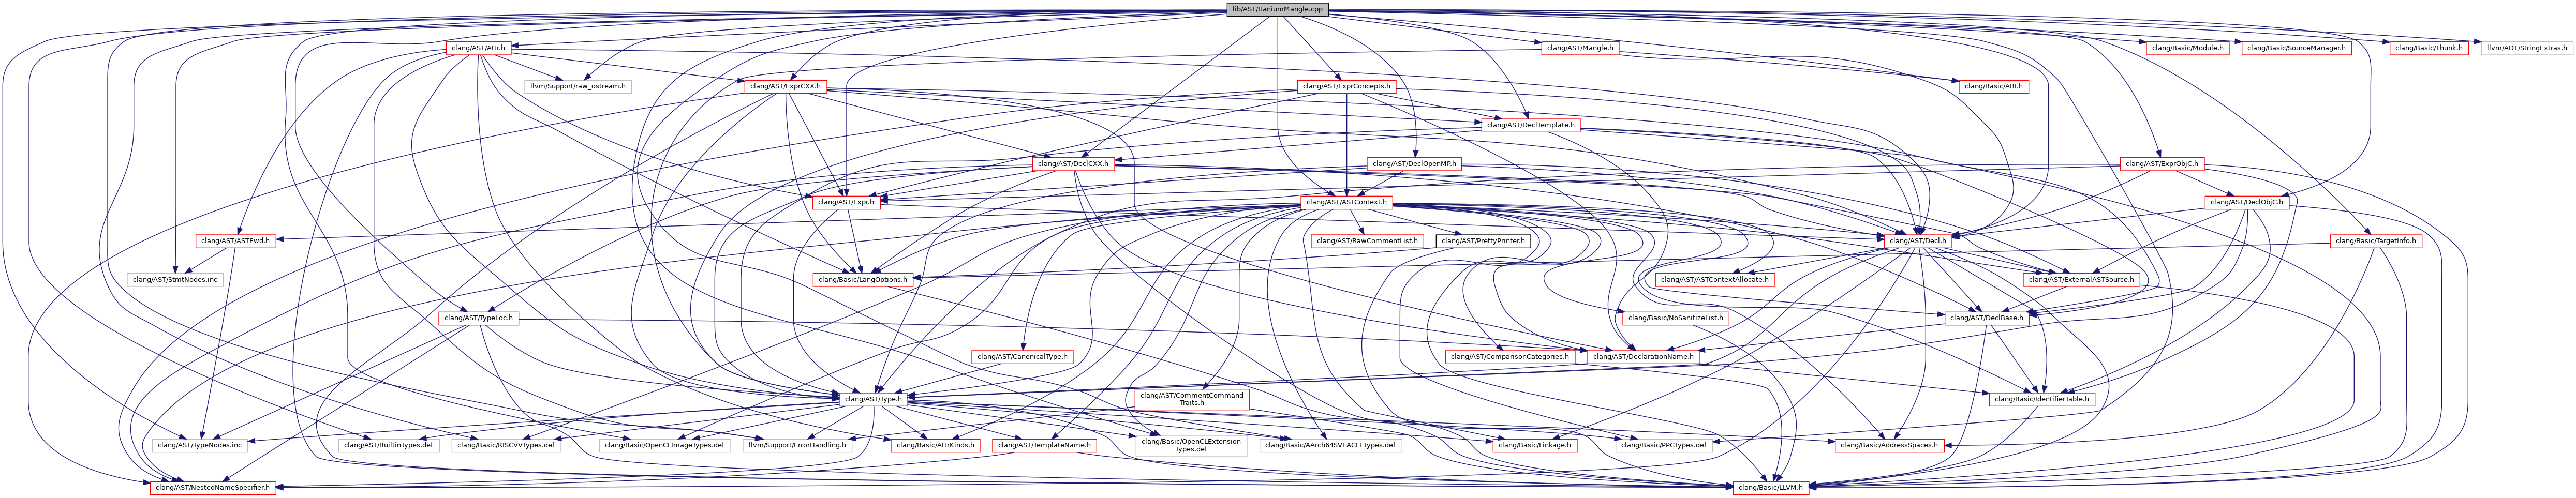 lib/AST/ItaniumMangle.cpp
clang/AST/Attr.h
clang/AST/Mangle.h
clang/Basic/Module.h
clang/Basic/SourceManager.h
clang/Basic/Thunk.h
llvm/ADT/StringExtras.h
llvm/Support/raw_ostream.h
clang/AST/ExprCXX.h
clang/AST/ExprConcepts.h
clang/Basic/ABI.h
clang/AST/DeclTemplate.h
clang/AST/DeclCXX.h
clang/AST/DeclOpenMP.h
clang/AST/ExprObjC.h
clang/AST/Expr.h
clang/AST/ASTContext.h
clang/AST/DeclObjC.h
clang/AST/ASTFwd.h
clang/AST/RawCommentList.h
clang/AST/PrettyPrinter.h
clang/AST/Decl.h
clang/Basic/TargetInfo.h
clang/AST/StmtNodes.inc
clang/Basic/LangOptions.h
clang/AST/ASTContextAllocate.h
clang/AST/ExternalASTSource.h
clang/AST/TypeLoc.h
clang/Basic/NoSanitizeList.h
clang/AST/DeclBase.h
clang/AST/CanonicalType.h
clang/AST/ComparisonCategories.h
clang/AST/DeclarationName.h
clang/AST/Type.h
clang/AST/CommentCommand
Traits.h
clang/Basic/IdentifierTable.h
clang/AST/TypeNodes.inc
clang/AST/BuiltinTypes.def
clang/Basic/RISCVVTypes.def
clang/Basic/OpenCLImageTypes.def
llvm/Support/ErrorHandling.h
clang/Basic/AttrKinds.h
clang/AST/TemplateName.h
clang/Basic/OpenCLExtension
Types.def
clang/Basic/AArch64SVEACLETypes.def
clang/Basic/Linkage.h
clang/Basic/PPCTypes.def
clang/Basic/AddressSpaces.h
clang/AST/NestedNameSpecifier.h
clang/Basic/LLVM.h